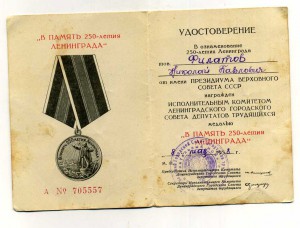 „В ПАМЯТЬ 250-летия
ЛЕНИНГРАДА"
А № 705557
УДОСТОВЕРЕНИЕ
В ознаменование
250-летия Ленинграда
тов. Филатов
Николай Павлович
от имени ПРЕЗИДИУМА ВЕРХОВНОГО
СОВЕТА СССР
награжден
ИСПОЛНИТЕЛЬНЫМ КОМИТЕТОМ
ЛЕНИНГРАДСКОГО ГОРОДСКОГО
СОВЕТА ДЕПУТАТОВ ТРУДЯЩИХСЯ
медалью
„В ПАМЯТЬ 250-летия
ЛЕНИНГРАДА"